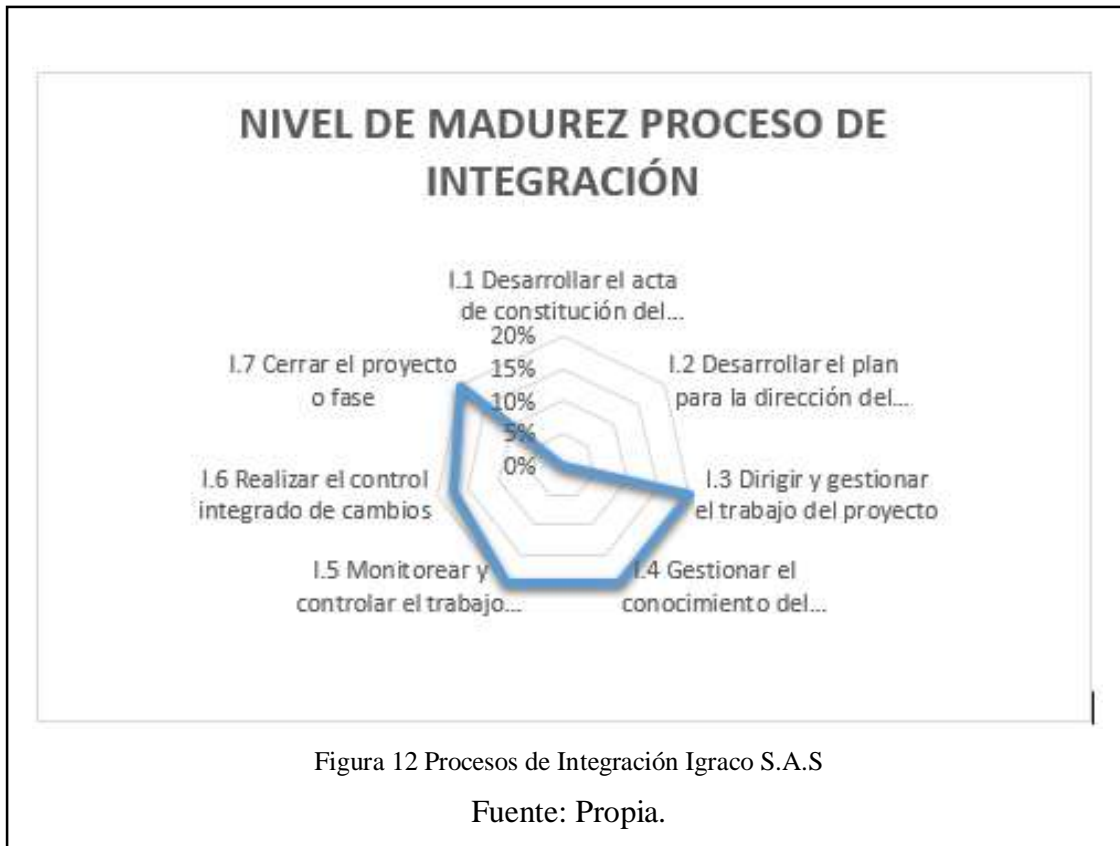 NIVEL DE MADUREZ PROCESO DE
INTEGRACIÓN
I.1 Desarrollar el acta
de constitución del...
20%
15%
10%
5%
0%
I.2 Desarrollar el plan
para la dirección del...
I.3 Dirigir y gestionar
el trabajo del proyecto
I.4 Gestionar el
conocimiento del...
I.5 Monitorear y
controlar el trabajo...
I.6 Realizar el control
integrado de cambios
I.7 Cerrar el proyecto
o fase
Figura 12 Procesos de Integración Igraco S.A.S
Fuente: Propia.